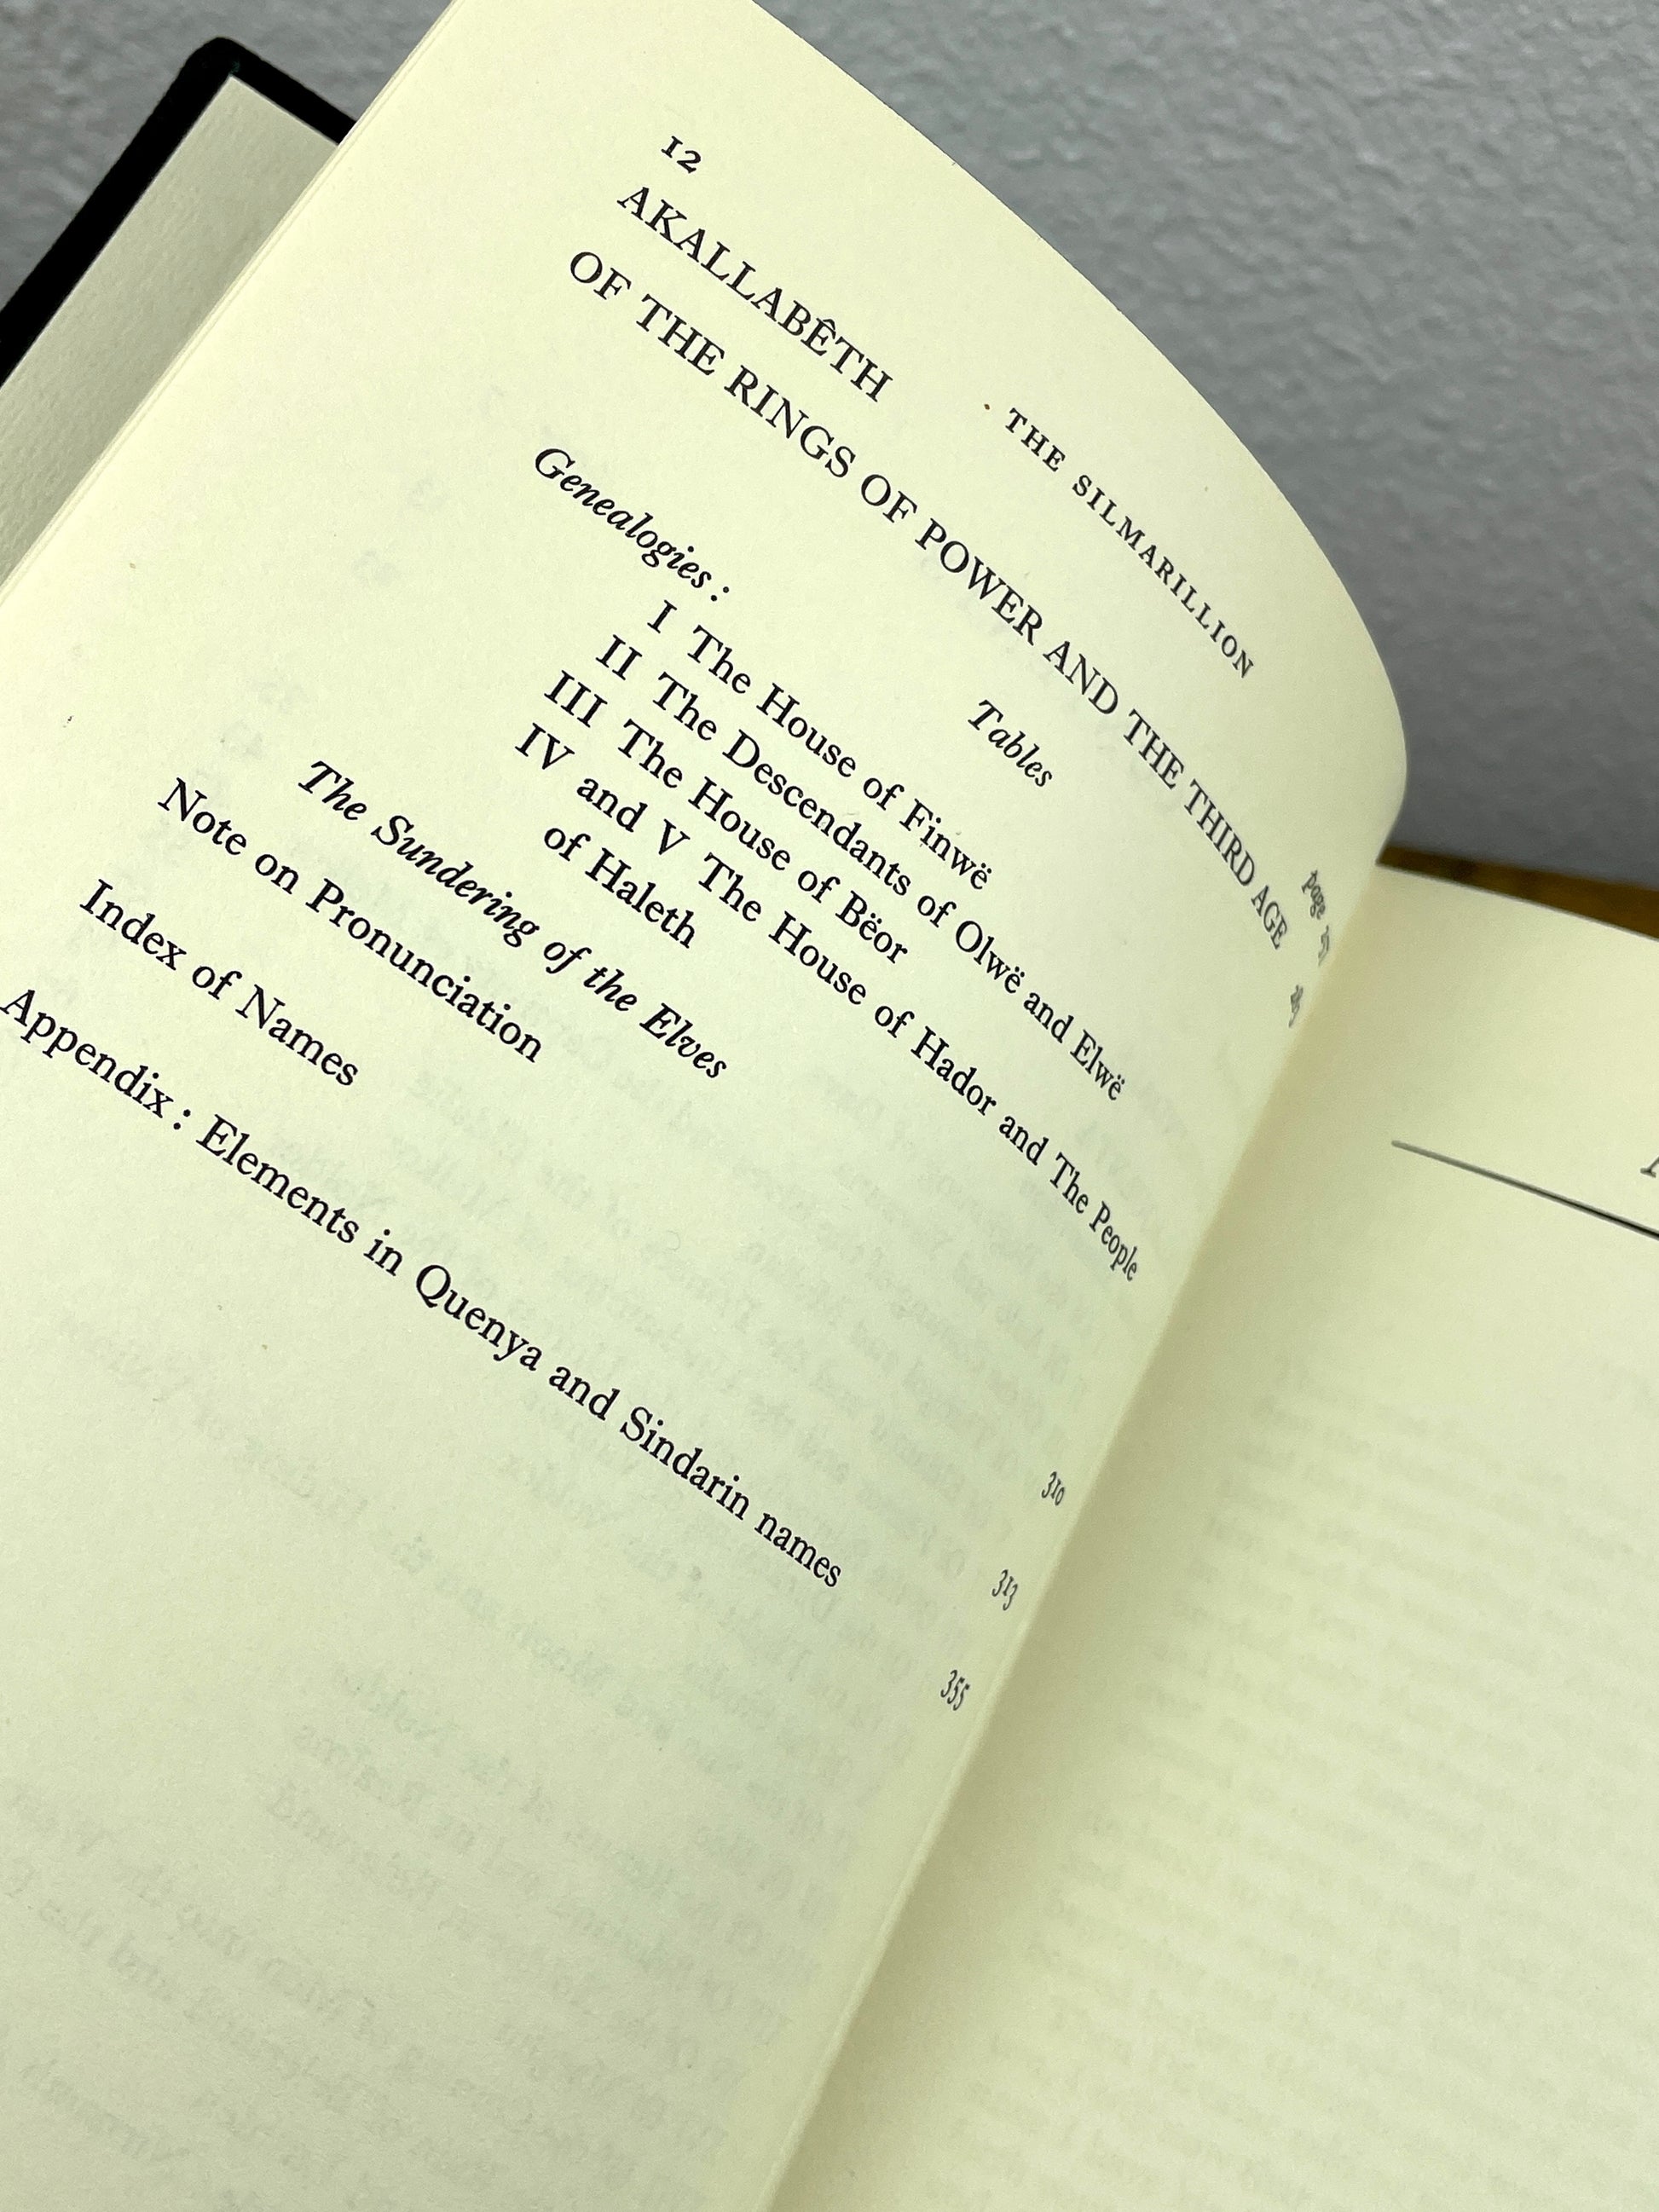 12 THE SILMARILLION
page
AKALLABÊTH
OF THE RINGS OF POWER AND THE THIRD AGE
Tables
Genealogies:
I The House of Finwë
II The Descendants of Olwë and Elwë
III The House of Bëor
IV and V The House of Hador and The People
of Haleth
The Sundering of the Elves
Note on Pronunciation 310
Index of Names 313
Appendix: Elements in Quenya and Sindarin names 355